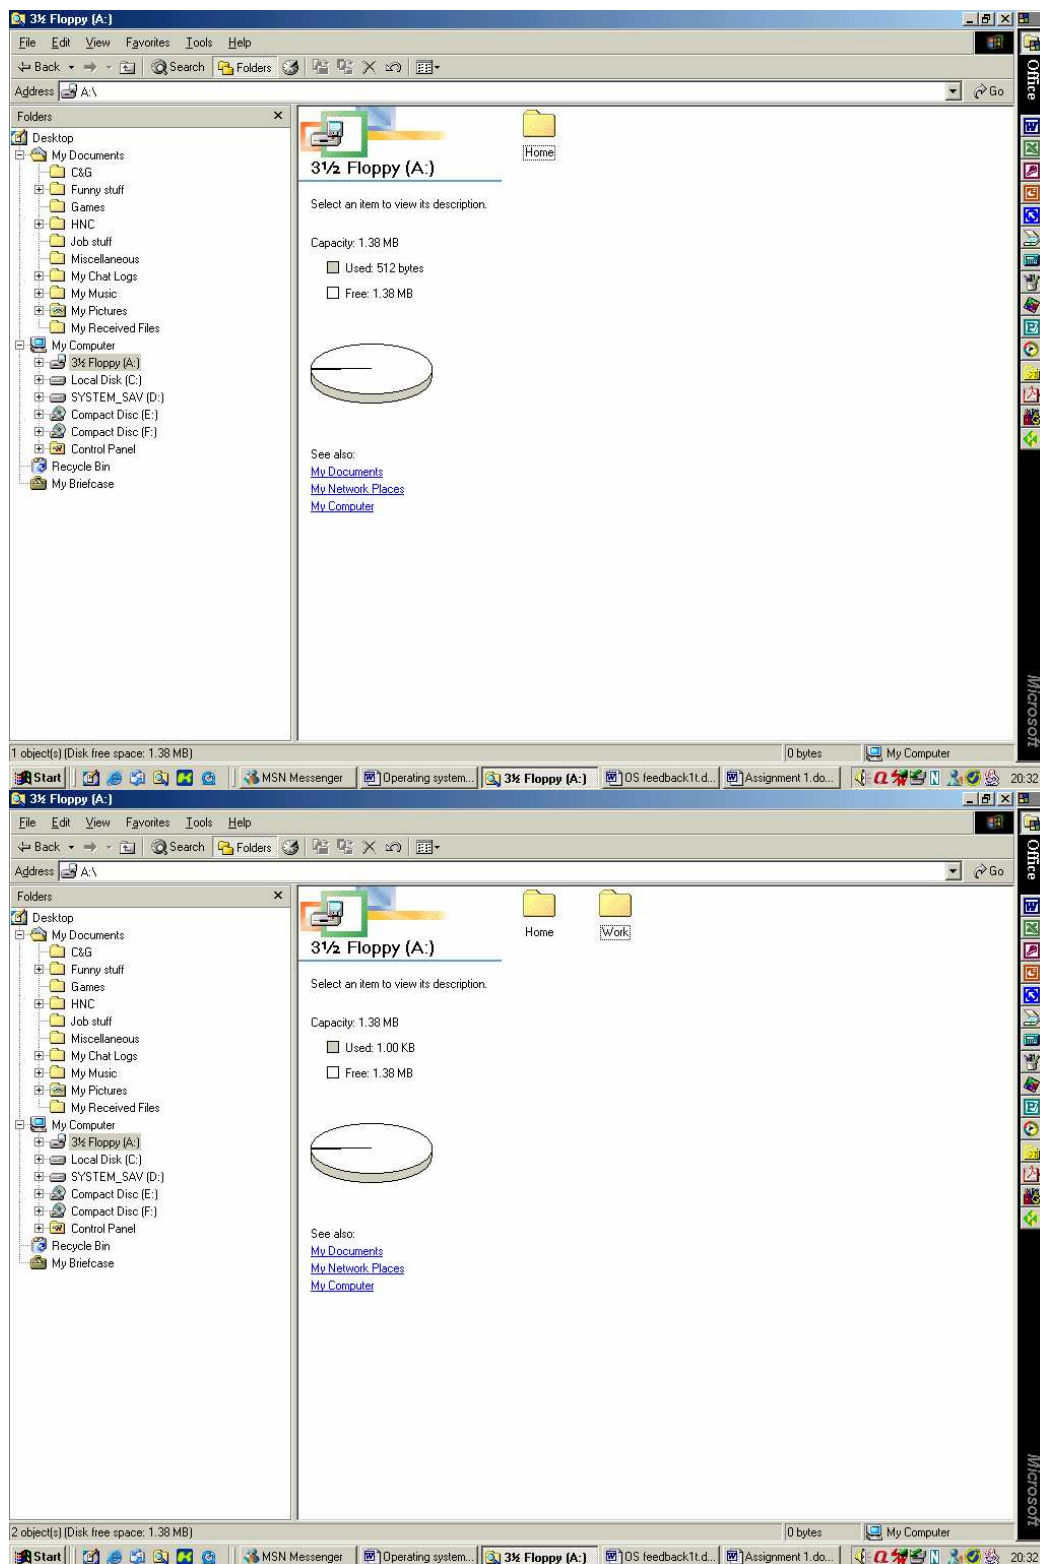 3½ Floppy (A:)
File Edit View Favorites Tools Help
Back Search Folders
Address A:\ Go
Folders
Desktop
My Documents
C&G
Funny stuff
Games
HNC
Job stuff
Miscellaneous
My Chat Logs
My Music
My Pictures
My Received Files
My Computer
3½ Floppy (A:)
Local Disk (C:)
SYSTEM_SAV (D:)
Compact Disc (E:)
Compact Disc (F:)
Control Panel
Recycle Bin
My Briefcase
3½ Floppy (A:)
Select an item to view its description.
Capacity: 1.38 MB
Used: 512 bytes
Free: 1.38 MB
See also:
My Documents
My Network Places
My Computer
Home
Office
Microsoft
1 object(s) (Disk free space: 1.38 MB) 0 bytes My Computer
Start MSN Messenger Operating system... 3½ Floppy (A:) OS feedback1t.d... Assignment 1.do... 20:32
3½ Floppy (A:)
File Edit View Favorites Tools Help
Back Search Folders
Address A:\ Go
Folders
Desktop
My Documents
C&G
Funny stuff
Games
HNC
Job stuff
Miscellaneous
My Chat Logs
My Music
My Pictures
My Received Files
My Computer
3½ Floppy (A:)
Local Disk (C:)
SYSTEM_SAV (D:)
Compact Disc (E:)
Compact Disc (F:)
Control Panel
Recycle Bin
My Briefcase
3½ Floppy (A:)
Select an item to view its description.
Capacity: 1.38 MB
Used: 1.00 KB
Free: 1.38 MB
See also:
My Documents
My Network Places
My Computer
Home Work
Office
Microsoft
2 object(s) (Disk free space: 1.38 MB) 0 bytes My Computer
Start MSN Messenger Operating system... 3½ Floppy (A:) OS feedback1t.d... Assignment 1.do... 20:32